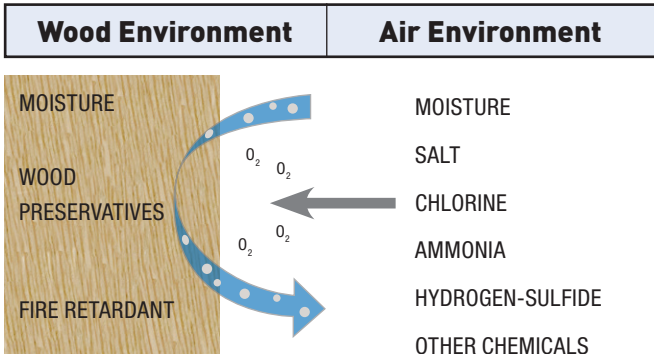 Wood Environment
Air Environment
MOISTURE
WOOD
PRESERVATIVES
FIRE RETARDANT
O₂
O₂
O₂
O₂
MOISTURE
SALT
CHLORINE
AMMONIA
HYDROGEN-SULFIDE
OTHER CHEMICALS